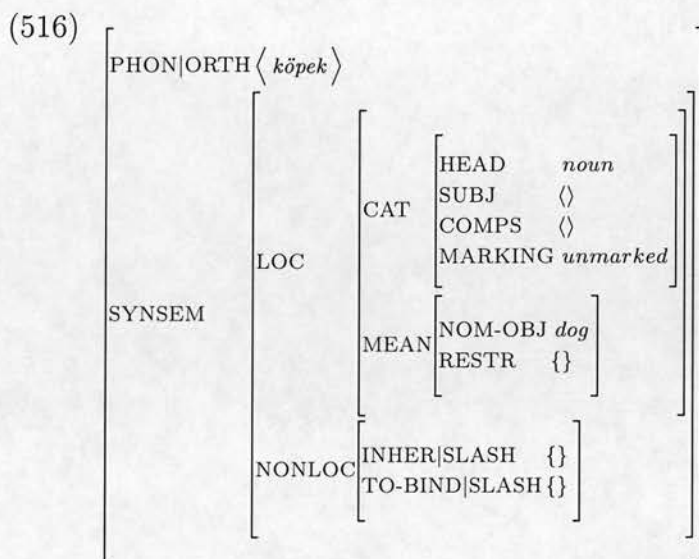 (516)
PHON|ORTH ⟨ köpek ⟩
HEAD noun
SUBJ ⟨⟩
CAT
COMPS ⟨⟩
LOC
MARKING unmarked
SYNSEM
NOM-OBJ dog
MEAN
RESTR {}
INHER|SLASH {}
NONLOC
TO-BIND|SLASH {}